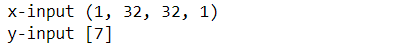 x-input (1, 32, 32, 1)
y-input [7]